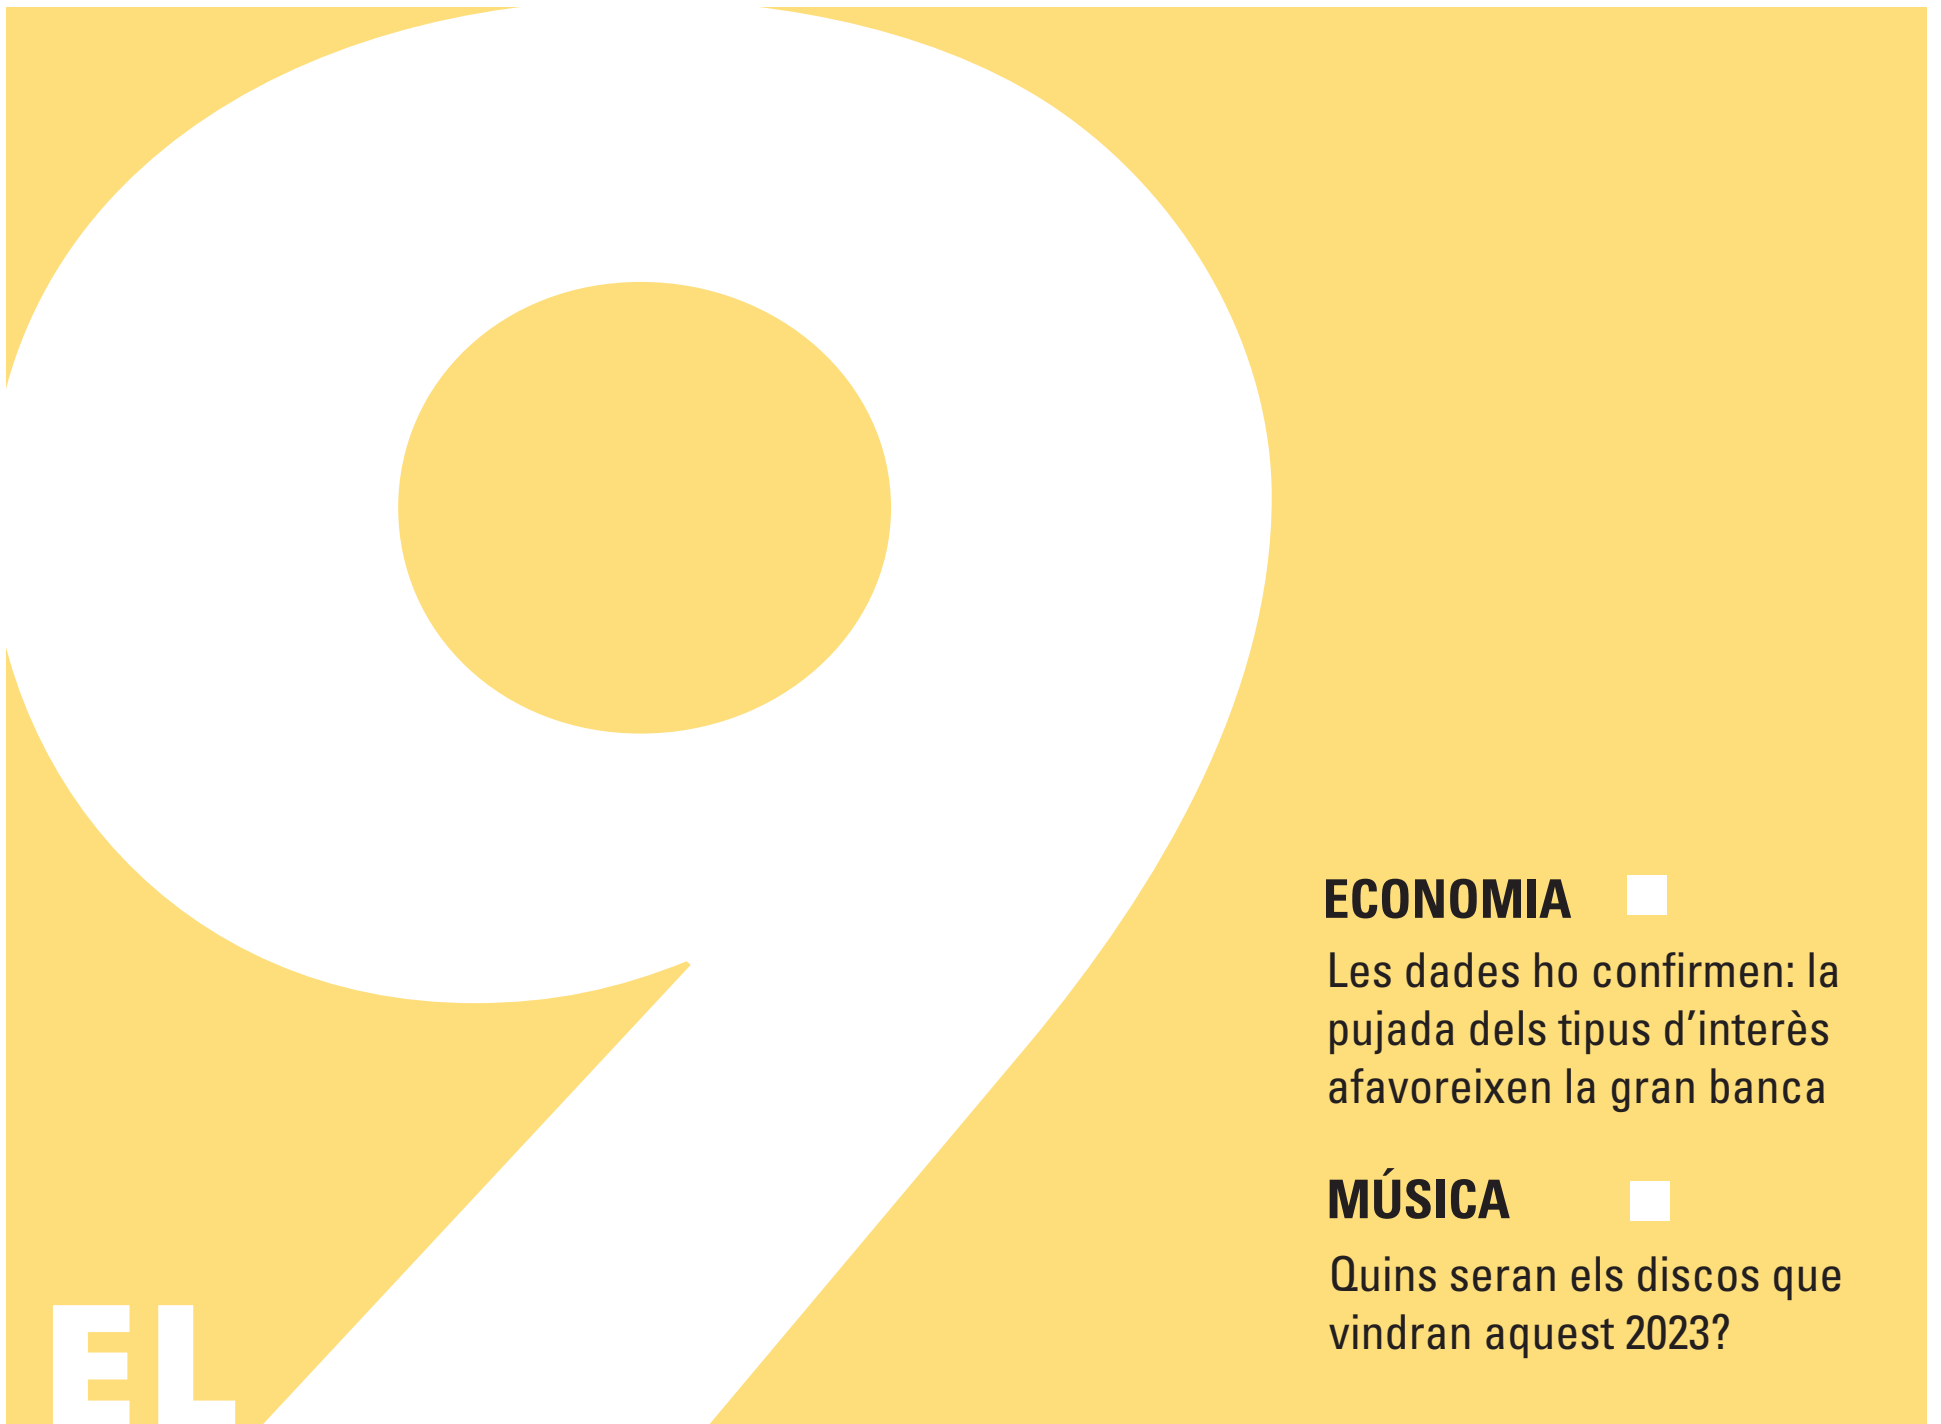 9
ECONOMIA
Les dades ho confirmen: la
pujada dels tipus d’interès
afavoreixen la gran banca
MÚSICA
Quins seran els discos que
vindran aquest 2023?
EL